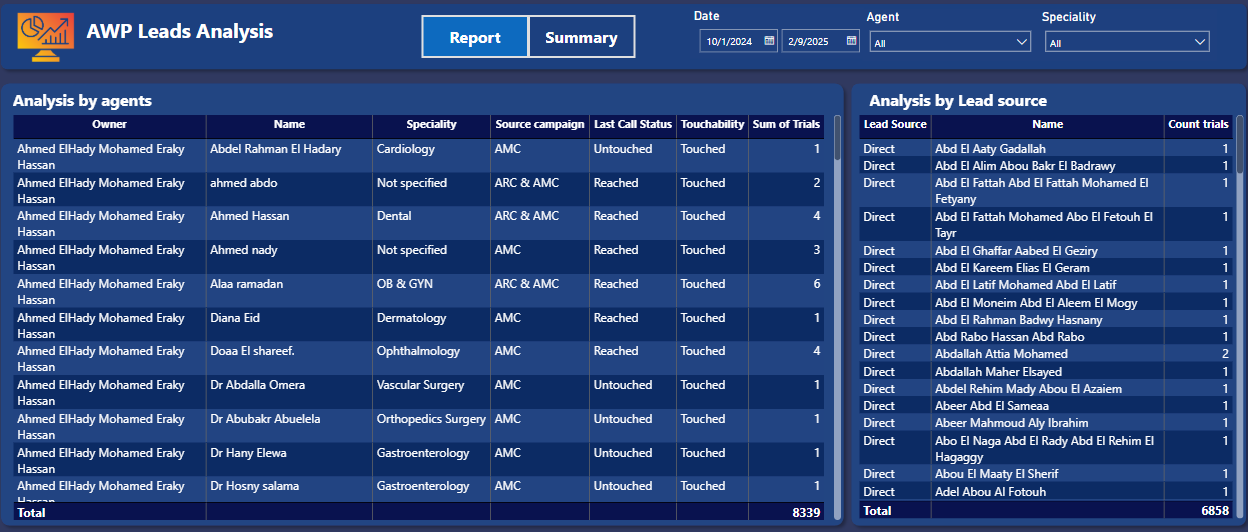 AWP Leads Analysis
Report
Summary
Date
10/1/2024
2/9/2025
Agent
All
Speciality
All
Analysis by agents
Owner Name Speciality Source campaign Last Call Status Touchability Sum of Trials
Ahmed ElHady Mohamed Eraky Abdel Rahman El Hadary Cardiology AMC Untouched Touched 1
Hassan
Ahmed ElHady Mohamed Eraky ahmed abdo Not specified ARC & AMC Reached Touched 2
Hassan
Ahmed ElHady Mohamed Eraky Ahmed Hassan Dental ARC & AMC Reached Touched 4
Hassan
Ahmed ElHady Mohamed Eraky Ahmed nady Not specified AMC Reached Touched 3
Hassan
Ahmed ElHady Mohamed Eraky Alaa ramadan OB & GYN ARC & AMC Reached Touched 6
Hassan
Ahmed ElHady Mohamed Eraky Diana Eid Dermatology AMC Reached Touched 1
Hassan
Ahmed ElHady Mohamed Eraky Doaa El shareef. Ophthalmology AMC Reached Touched 4
Hassan
Ahmed ElHady Mohamed Eraky Dr Abdalla Omera Vascular Surgery AMC Untouched Touched 1
Hassan
Ahmed ElHady Mohamed Eraky Dr Abubakr Abuelela Orthopedics Surgery AMC Untouched Touched 1
Hassan
Ahmed ElHady Mohamed Eraky Dr Hany Elewa Gastroenterology AMC Untouched Touched 1
Hassan
Ahmed ElHady Mohamed Eraky Dr Hosny salama Gastroenterology AMC Untouched Touched 1
Hassan
Total 8339
Analysis by Lead source
Lead Source Name Count trials
Direct Abd El Aaty Gadallah 1
Direct Abd El Alim Abou Bakr El Badrawy 1
Direct Abd El Fattah Abd El Fattah Mohamed El 1
Fetyany
Direct Abd El Fattah Mohamed Abo El Fetouh El 1
Tayr
Direct Abd El Ghaffar Aabed El Geziry 1
Direct Abd El Kareem Elias El Geram 1
Direct Abd El Latif Mohamed Abd El Latif 1
Direct Abd El Moneim Abd El Aleem El Mogy 1
Direct Abd El Rahman Badwy Hasnany 1
Direct Abd Rabo Hassan Abd Rabo 1
Direct Abdallah Attia Mohamed 2
Direct Abdallah Maher Elsayed 1
Direct Abdel Rehim Mady Abou El Azaiem 1
Direct Abeer Abd El Sameaa 1
Direct Abeer Mahmoud Aly Ibrahim 1
Direct Abo El Naga Abd El Rady Abd El Rehim El 1
Hagaggy
Direct Abou El Maaty El Sherif 1
Direct Adel Abou Al Fotouh 1
Total 6858